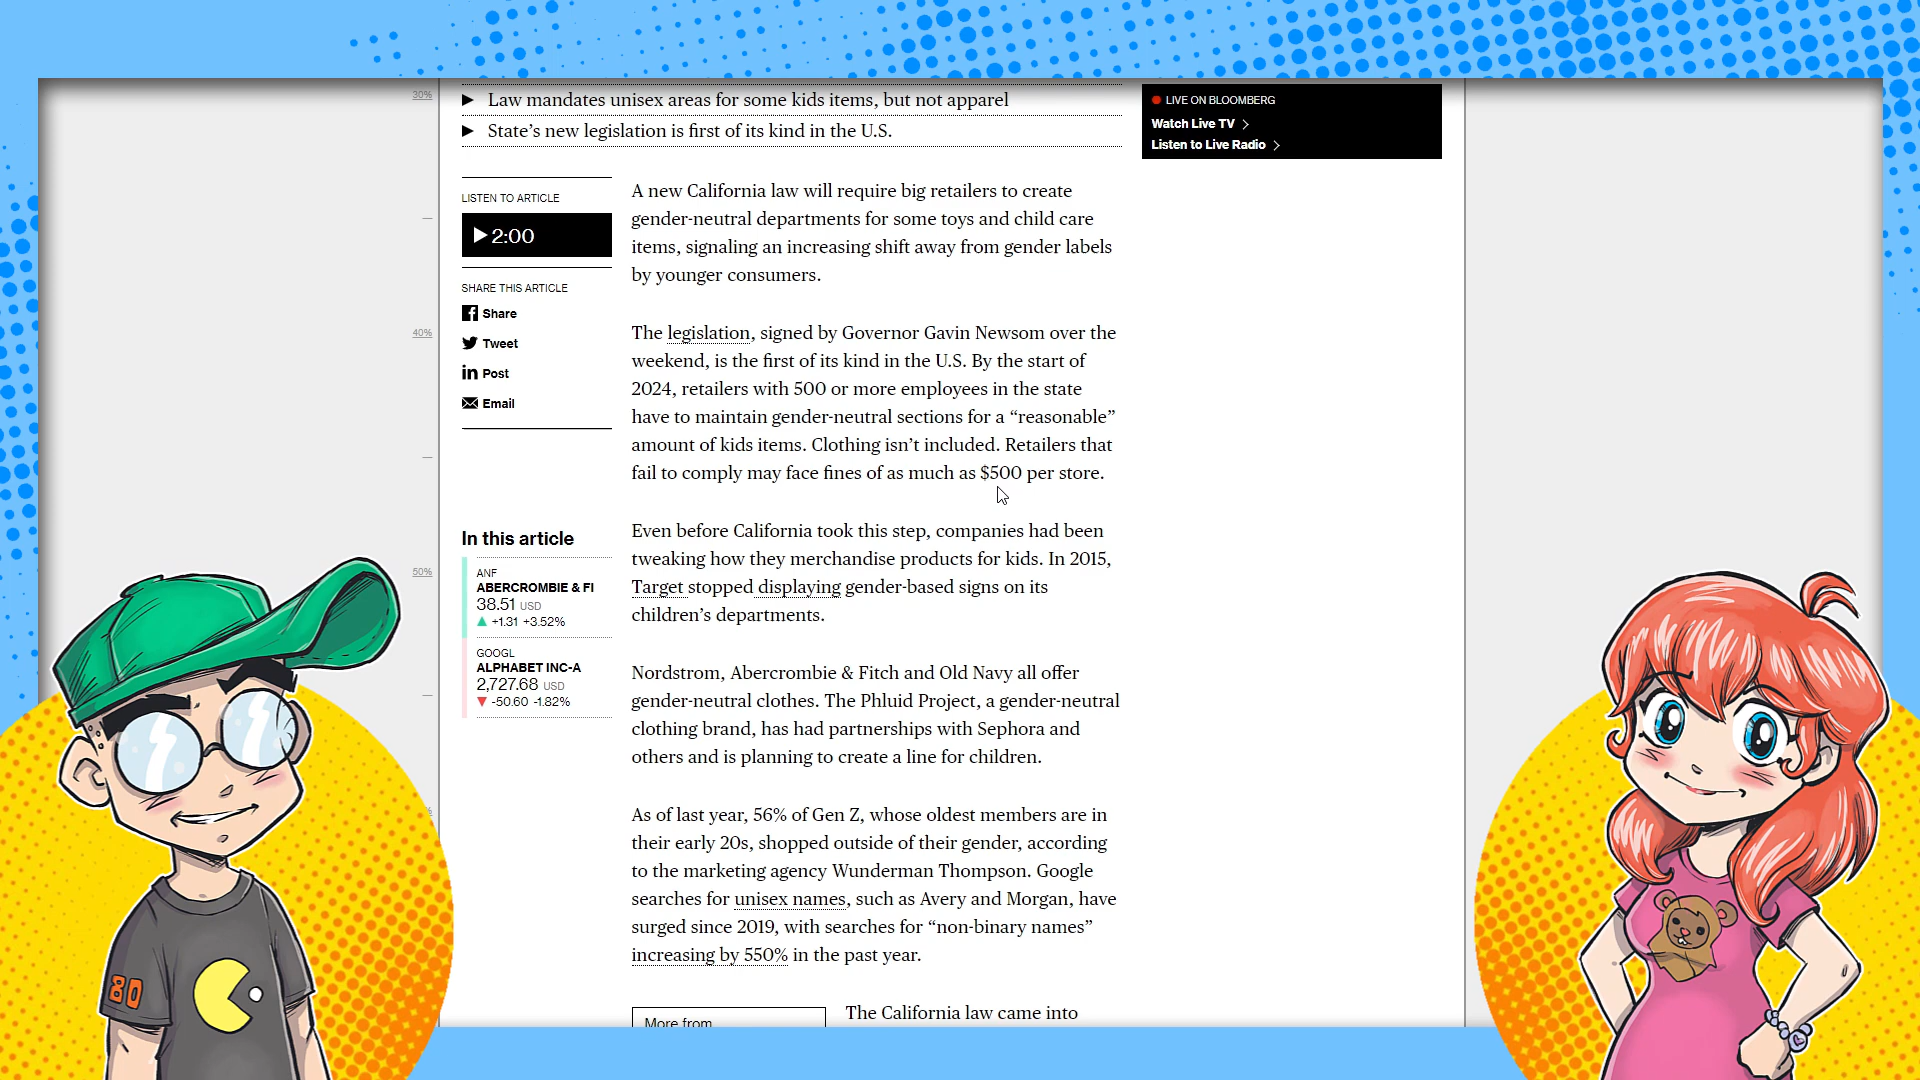 30%
▶ Law mandates unisex areas for some kids items, but not apparel
▶ State’s new legislation is first of its kind in the U.S.
LIVE ON BLOOMBERG
Watch Live TV >
Listen to Live Radio >
LISTEN TO ARTICLE
▶ 2:00
SHARE THIS ARTICLE
Share
Tweet
Post
Email
A new California law will require big retailers to create
gender-neutral departments for some toys and child care
items, signaling an increasing shift away from gender labels
by younger consumers.
40%
The legislation, signed by Governor Gavin Newsom over the
weekend, is the first of its kind in the U.S. By the start of
2024, retailers with 500 or more employees in the state
have to maintain gender-neutral sections for a “reasonable”
amount of kids items. Clothing isn’t included. Retailers that
fail to comply may face fines of as much as $500 per store.
In this article
50%
ANF
ABERCROMBIE & FI
38.51 USD
▲ +1.31 +3.52%
GOOGL
ALPHABET INC-A
2,727.68 USD
▼ -50.60 -1.82%
Even before California took this step, companies had been
tweaking how they merchandise products for kids. In 2015,
Target stopped displaying gender-based signs on its
children’s departments.
Nordstrom, Abercrombie & Fitch and Old Navy all offer
gender-neutral clothes. The Phluid Project, a gender-neutral
clothing brand, has had partnerships with Sephora and
others and is planning to create a line for children.
As of last year, 56% of Gen Z, whose oldest members are in
their early 20s, shopped outside of their gender, according
to the marketing agency Wunderman Thompson. Google
searches for unisex names, such as Avery and Morgan, have
surged since 2019, with searches for “non-binary names”
increasing by 550% in the past year.
More from
The California law came into
80